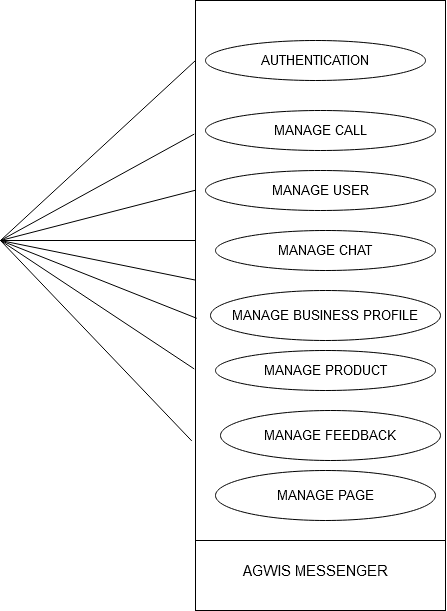 AUTHENTICATION
MANAGE CALL
MANAGE USER
MANAGE CHAT
MANAGE BUSINESS PROFILE
MANAGE PRODUCT
MANAGE FEEDBACK
MANAGE PAGE
AGWIS MESSENGER